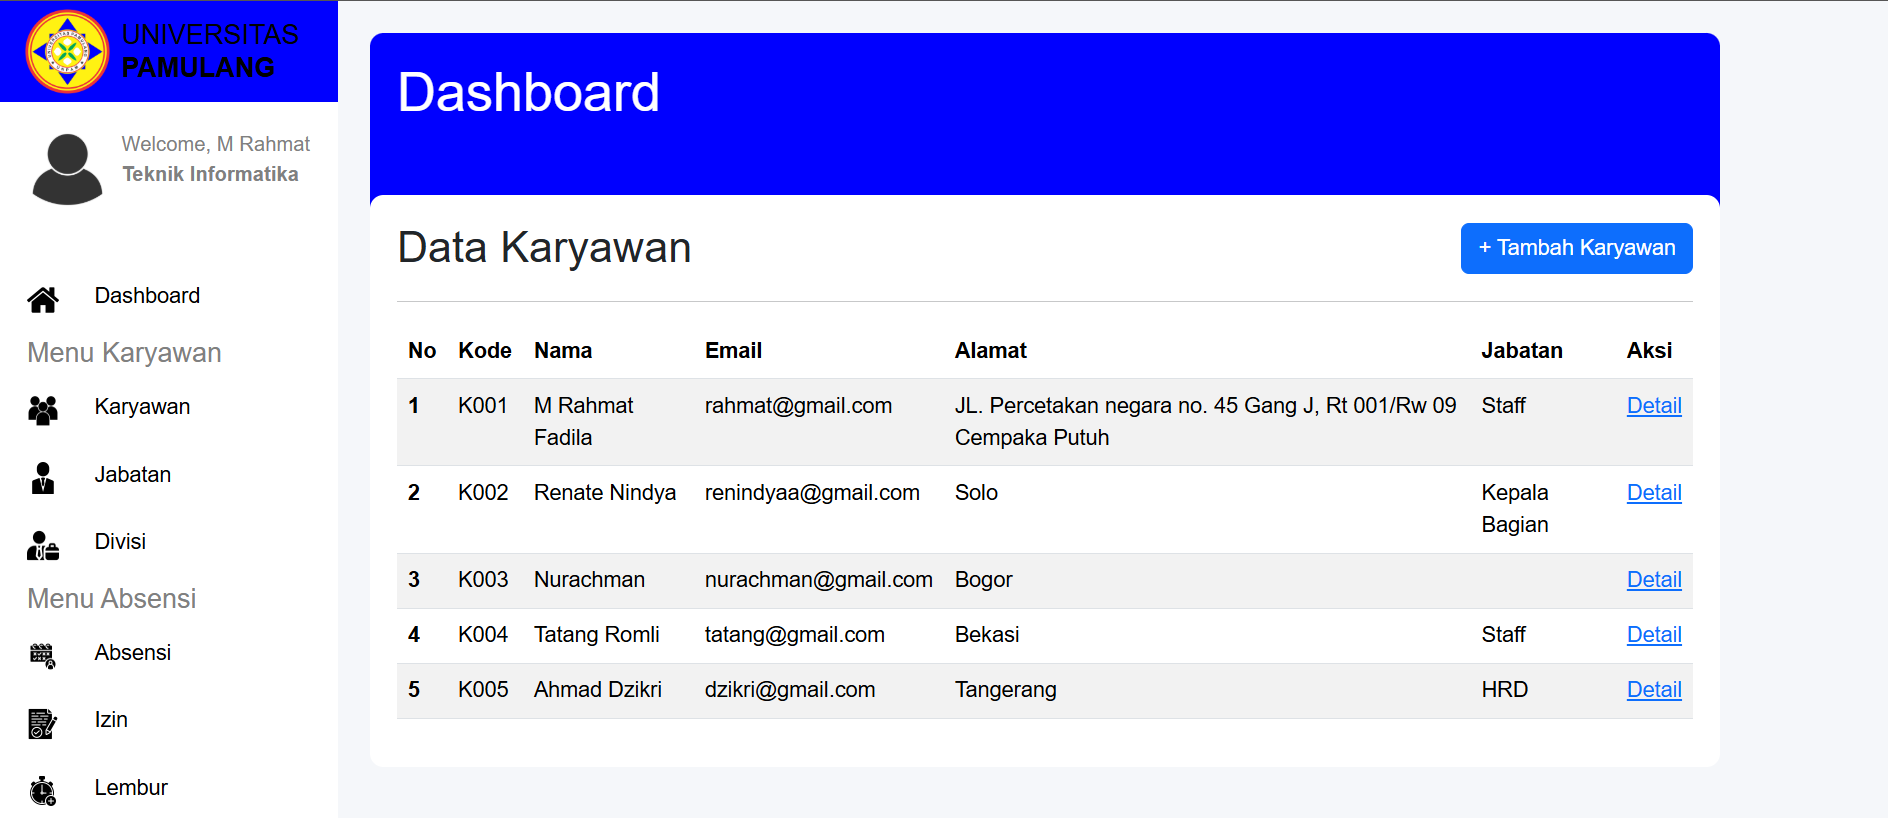 UNIVERSITAS
PAMULANG
Welcome, M Rahmat
Teknik Informatika
Dashboard
Menu Karyawan
Karyawan
Jabatan
Divisi
Menu Absensi
Absensi
Izin
Lembur
Dashboard
Data Karyawan
+ Tambah Karyawan
No Kode Nama Email Alamat Jabatan Aksi
1 K001 M Rahmat rahmat@gmail.com JL. Percetakan negara no. 45 Gang J, Rt 001/Rw 09 Staff Detail
Fadila Cempaka Putuh
2 K002 Renate Nindya renindyaa@gmail.com Solo Kepala Detail
Bagian
3 K003 Nurachman nurachman@gmail.com Bogor Detail
4 K004 Tatang Romli tatang@gmail.com Bekasi Staff Detail
5 K005 Ahmad Dzikri dzikri@gmail.com Tangerang HRD Detail